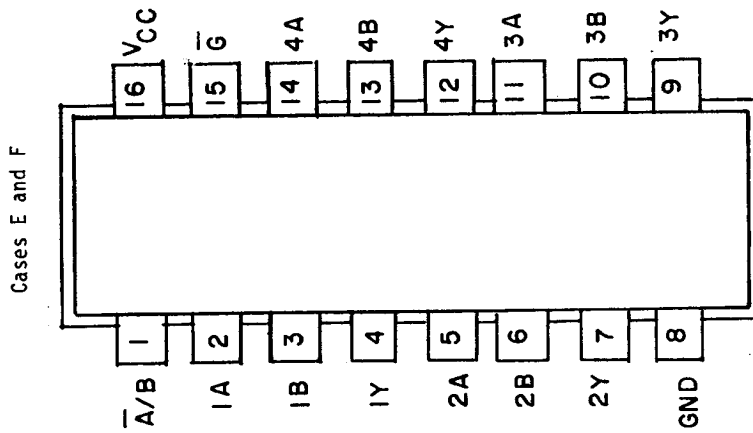 Cases E and F
VCC
G̅
4A
4B
4Y
3A
3B
3Y
16
15
14
13
12
11
10
9
1
2
3
4
5
6
7
8
A̅/B
1A
1B
1Y
2A
2B
2Y
GND